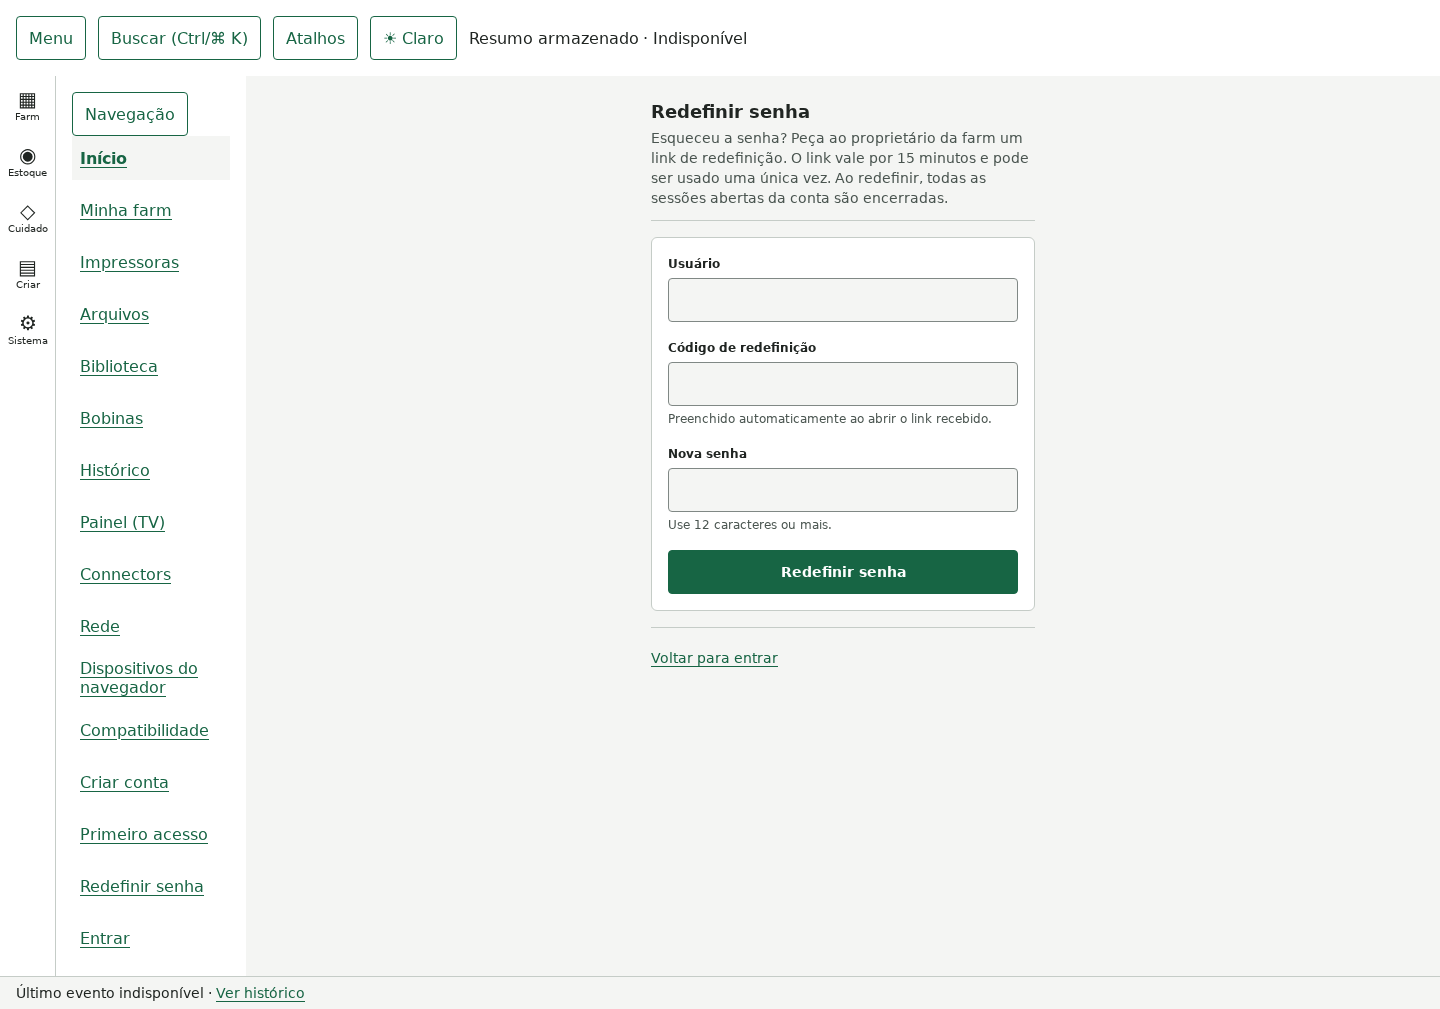 Menu
Buscar (Ctrl/⌘ K)
Atalhos
☀ Claro
Resumo armazenado · Indisponível
Farm
Estoque
Cuidado
Criar
Sistema
Navegação
Início
Minha farm
Impressoras
Arquivos
Biblioteca
Bobinas
Histórico
Painel (TV)
Connectors
Rede
Dispositivos do
navegador
Compatibilidade
Criar conta
Primeiro acesso
Redefinir senha
Entrar
Redefinir senha
Esqueceu a senha? Peça ao proprietário da farm um
link de redefinição. O link vale por 15 minutos e pode
ser usado uma única vez. Ao redefinir, todas as
sessões abertas da conta são encerradas.
Usuário
Código de redefinição
Preenchido automaticamente ao abrir o link recebido.
Nova senha
Use 12 caracteres ou mais.
Redefinir senha
Voltar para entrar
Último evento indisponível · Ver histórico